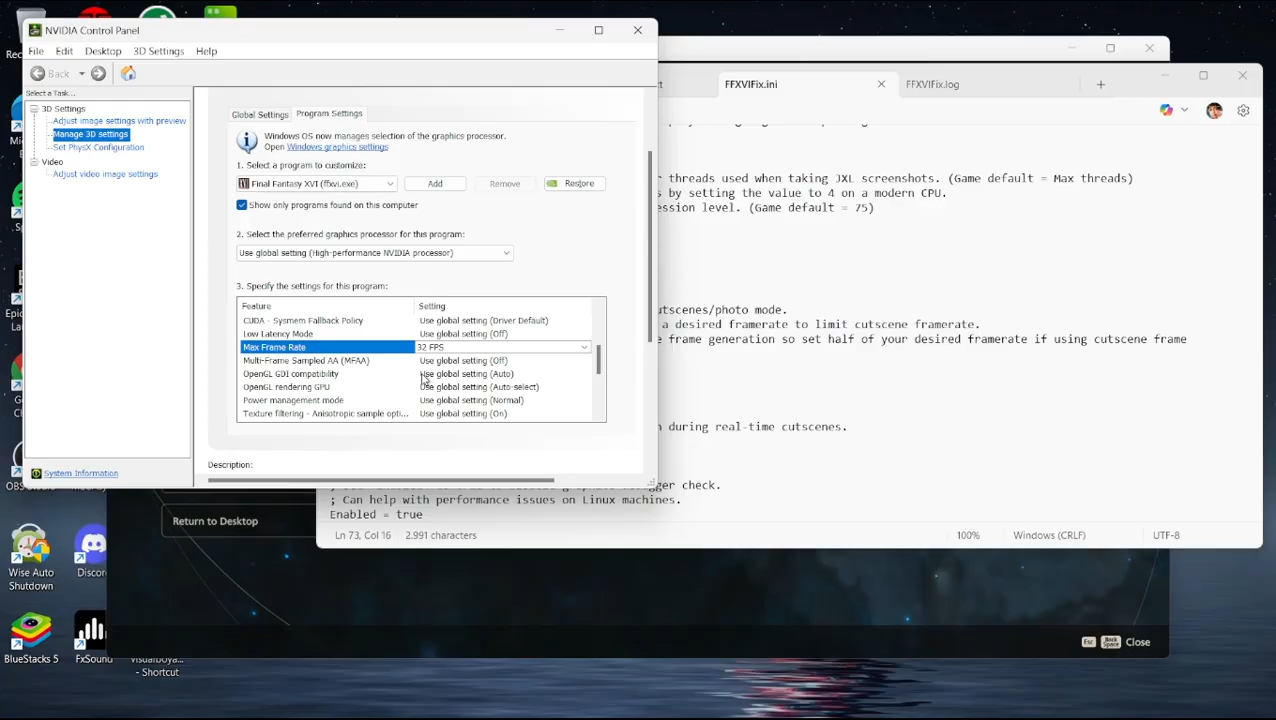 NVIDIA Control Panel
File Edit Desktop 3D Settings Help
Back
Select a Task...
3D Settings
Adjust image settings with preview
Manage 3D settings
Set PhysX Configuration
Video
Adjust video image settings
System Information
Global Settings Program Settings
Windows OS now manages selection of the graphics processor.
Open Windows graphics settings
1. Select a program to customize:
Final Fantasy XVI (ffxvi.exe) Add Remove Restore
Show only programs found on this computer
2. Select the preferred graphics processor for this program:
Use global setting (High-performance NVIDIA processor)
3. Specify the settings for this program:
Feature Setting
CUDA - Sysmem Fallback Policy Use global setting (Driver Default)
Low Latency Mode Use global setting (Off)
Max Frame Rate 32 FPS
Multi-Frame Sampled AA (MFAA) Use global setting (Off)
OpenGL GDI compatibility Use global setting (Auto)
OpenGL rendering GPU Use global setting (Auto-select)
Power management mode Use global setting (Normal)
Texture filtering - Anisotropic sample opti... Use global setting (On)
Description:
FFXVIFix.ini FFXVIFix.log
threads used when taking JXL screenshots. (Game default = Max threads)
s by setting the value to 4 on a modern CPU.
ession level. (Game default = 75)
utscenes/photo mode.
a desired framerate to limit cutscene framerate.
e frame generation so set half of your desired framerate if using cutscene frame
n during real-time cutscenes.
gger check.
; Can help with performance issues on Linux machines.
Enabled = true
Ln 73, Col 16 2.991 characters 100% Windows (CRLF) UTF-8
Return to Desktop
Esc Back Space Close
Wise Auto
Shutdown
Discord
BlueStacks 5
FxSound
- Shortcut